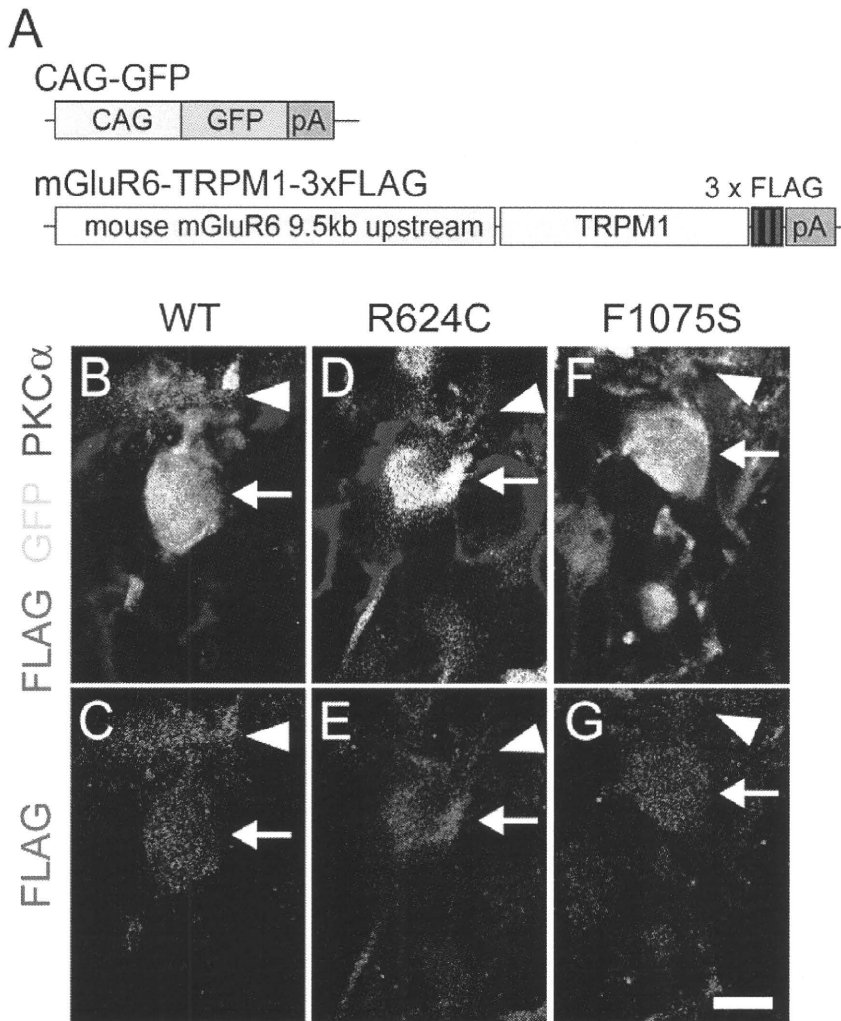 A
CAG-GFP
CAG GFP pA
mGluR6-TRPM1-3xFLAG
3 x FLAG
mouse mGluR6 9.5kb upstream TRPM1 pA
WT R624C F1075S
FLAG GFP PKCα
B D F
FLAG
C E G